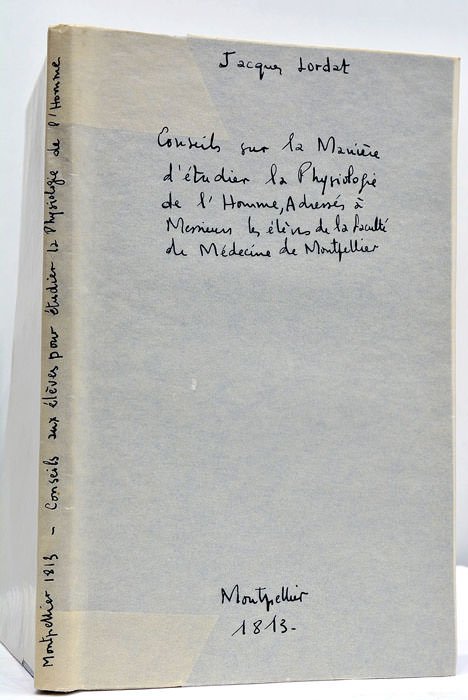 Jacques Lordat
Conseils sur la Manière
d'étudier la Physiologie
de l'Homme, Adressés à
Messieurs les élèves de la faculté
de Médecine de Montpellier
Montpellier
1813.
Montpellier 1813 - Conseils aux élèves pour étudier la Physiologie de l'Homme